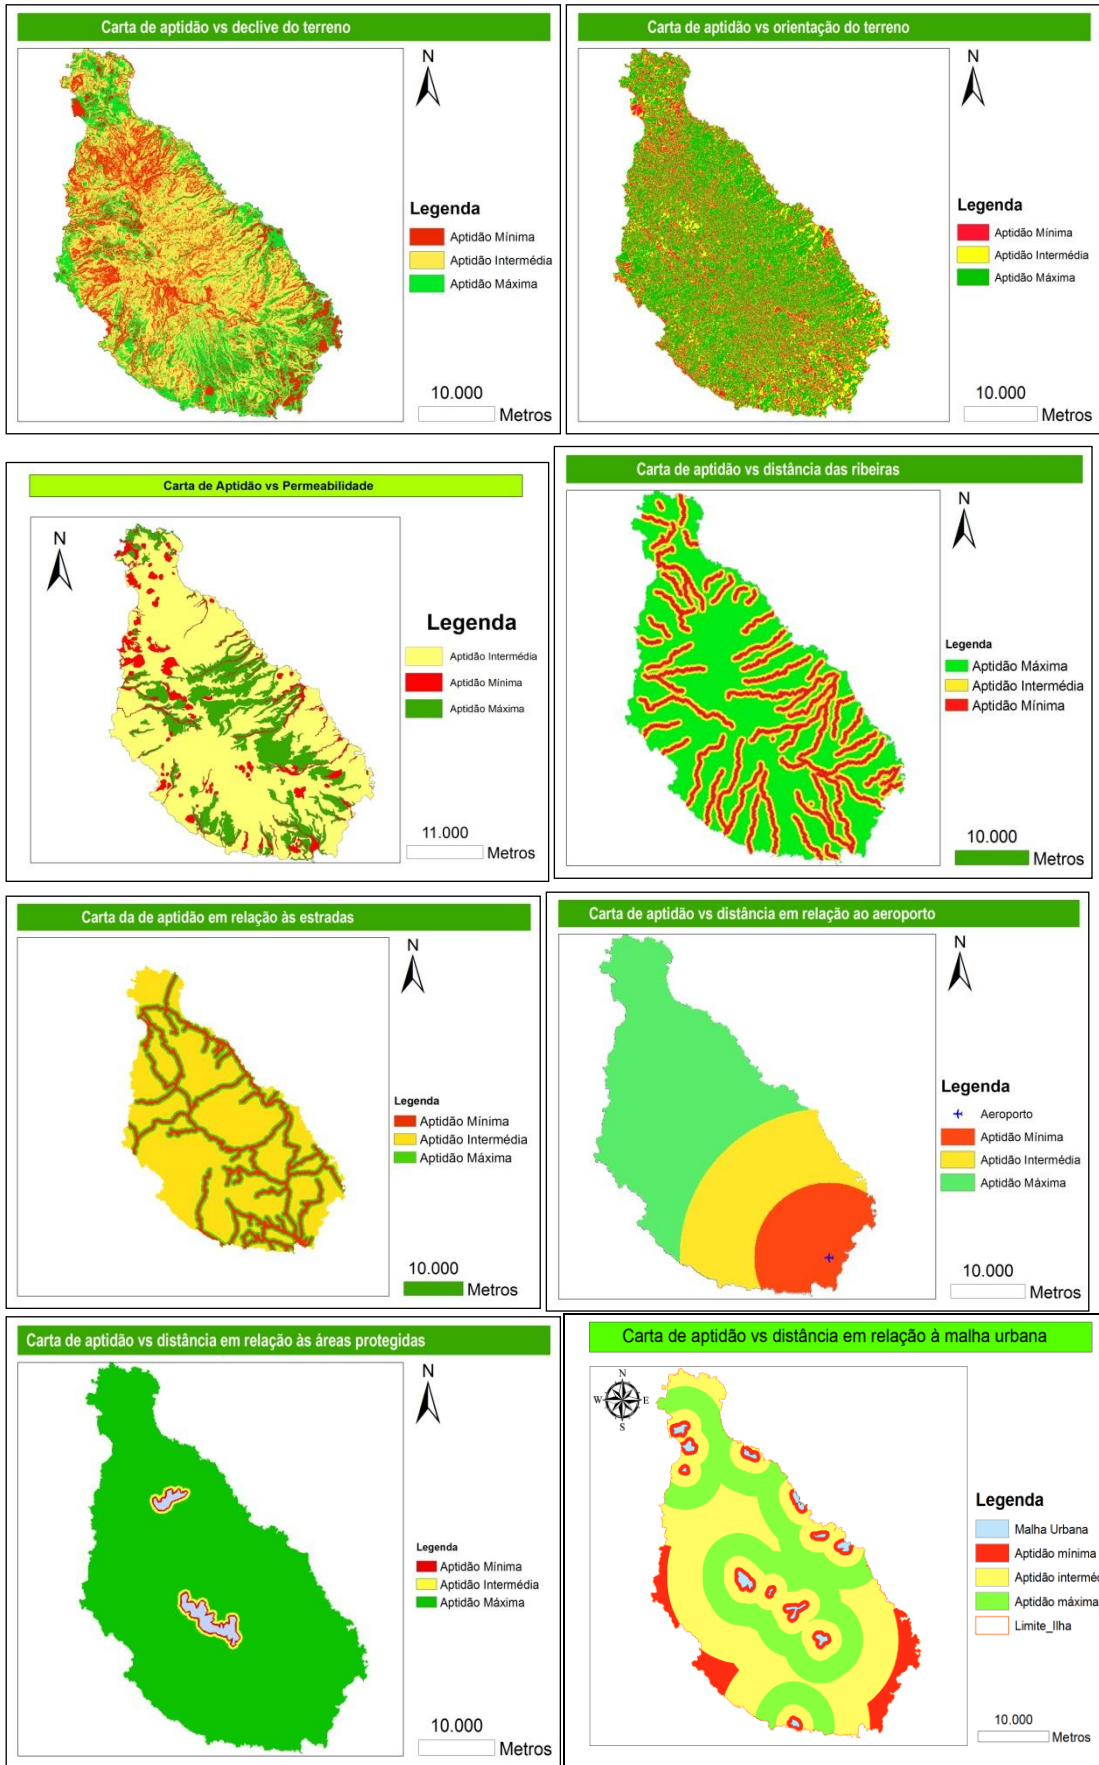 Carta de aptidão vs declive do terreno
N
Legenda
Aptidão Mínima
Aptidão Intermédia
Aptidão Máxima
10.000
Metros
Carta de aptidão vs orientação do terreno
N
Legenda
Aptidão Mínima
Aptidão Intermédia
Aptidão Máxima
10.000
Metros
Carta de Aptidão vs Permeabilidade
N
Legenda
Aptidão Intermédia
Aptidão Mínima
Aptidão Máxima
11.000
Metros
Carta de aptidão vs distância das ribeiras
N
Legenda
Aptidão Máxima
Aptidão Intermédia
Aptidão Mínima
10.000
Metros
Carta da de aptidão em relação às estradas
N
Legenda
Aptidão Mínima
Aptidão Intermédia
Aptidão Máxima
10.000
Metros
Carta de aptidão vs distância em relação ao aeroporto
N
Legenda
Aeroporto
Aptidão Mínima
Aptidão Intermédia
Aptidão Máxima
10.000
Metros
Carta de aptidão vs distância em relação às áreas protegidas
N
Legenda
Aptidão Mínima
Aptidão Intermédia
Aptidão Máxima
10.000
Metros
Carta de aptidão vs distância em relação à malha urbana
N
W E
S
Legenda
Malha Urbana
Aptidão mínima
Aptidão interméd
Aptidão máxima
Limite_Ilha
10.000
Metros